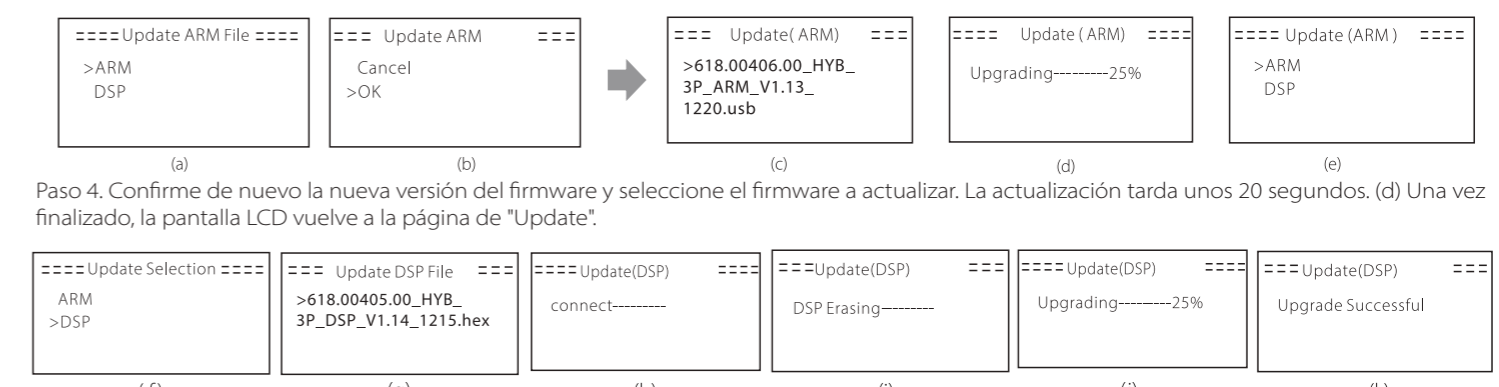 ====Update ARM File ====
>ARM
DSP
(a)
=== Update ARM ===
Cancel
>OK
(b)
=== Update( ARM) ===
>618.00406.00_HYB_
3P_ARM_V1.13_
1220.usb
(c)
==== Update ( ARM) ====
Upgrading---------25%
(d)
==== Update (ARM ) ====
>ARM
DSP
(e)
Paso 4. Confirme de nuevo la nueva versión del firmware y seleccione el firmware a actualizar. La actualización tarda unos 20 segundos. (d) Una vez
finalizado, la pantalla LCD vuelve a la página de "Update".
====Update Selection ====
ARM
>DSP
=== Update DSP File ===
>618.00405.00_HYB_
3P_DSP_V1.14_1215.hex
====Update(DSP) ====
connect---------
===Update(DSP) ===
DSP Erasing---------
====Update(DSP) ====
Upgrading---------25%
===Update(DSP) ===
Upgrade Successful